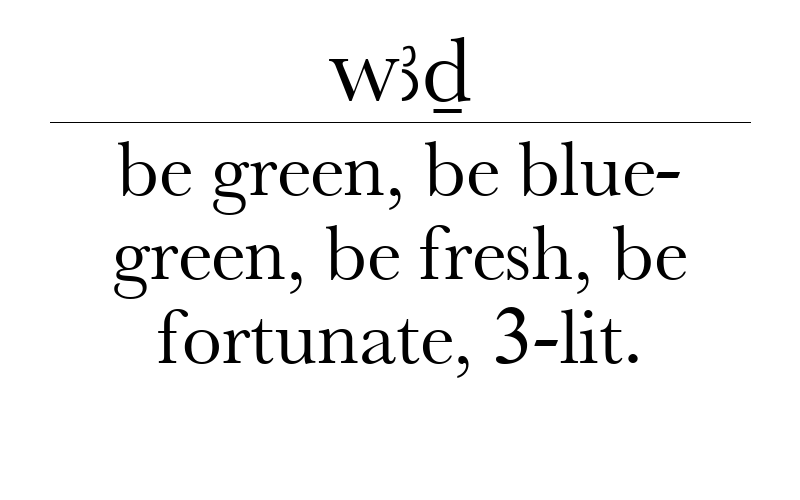 wꜣḏ
be green, be blue-
green, be fresh, be
fortunate, 3-lit.